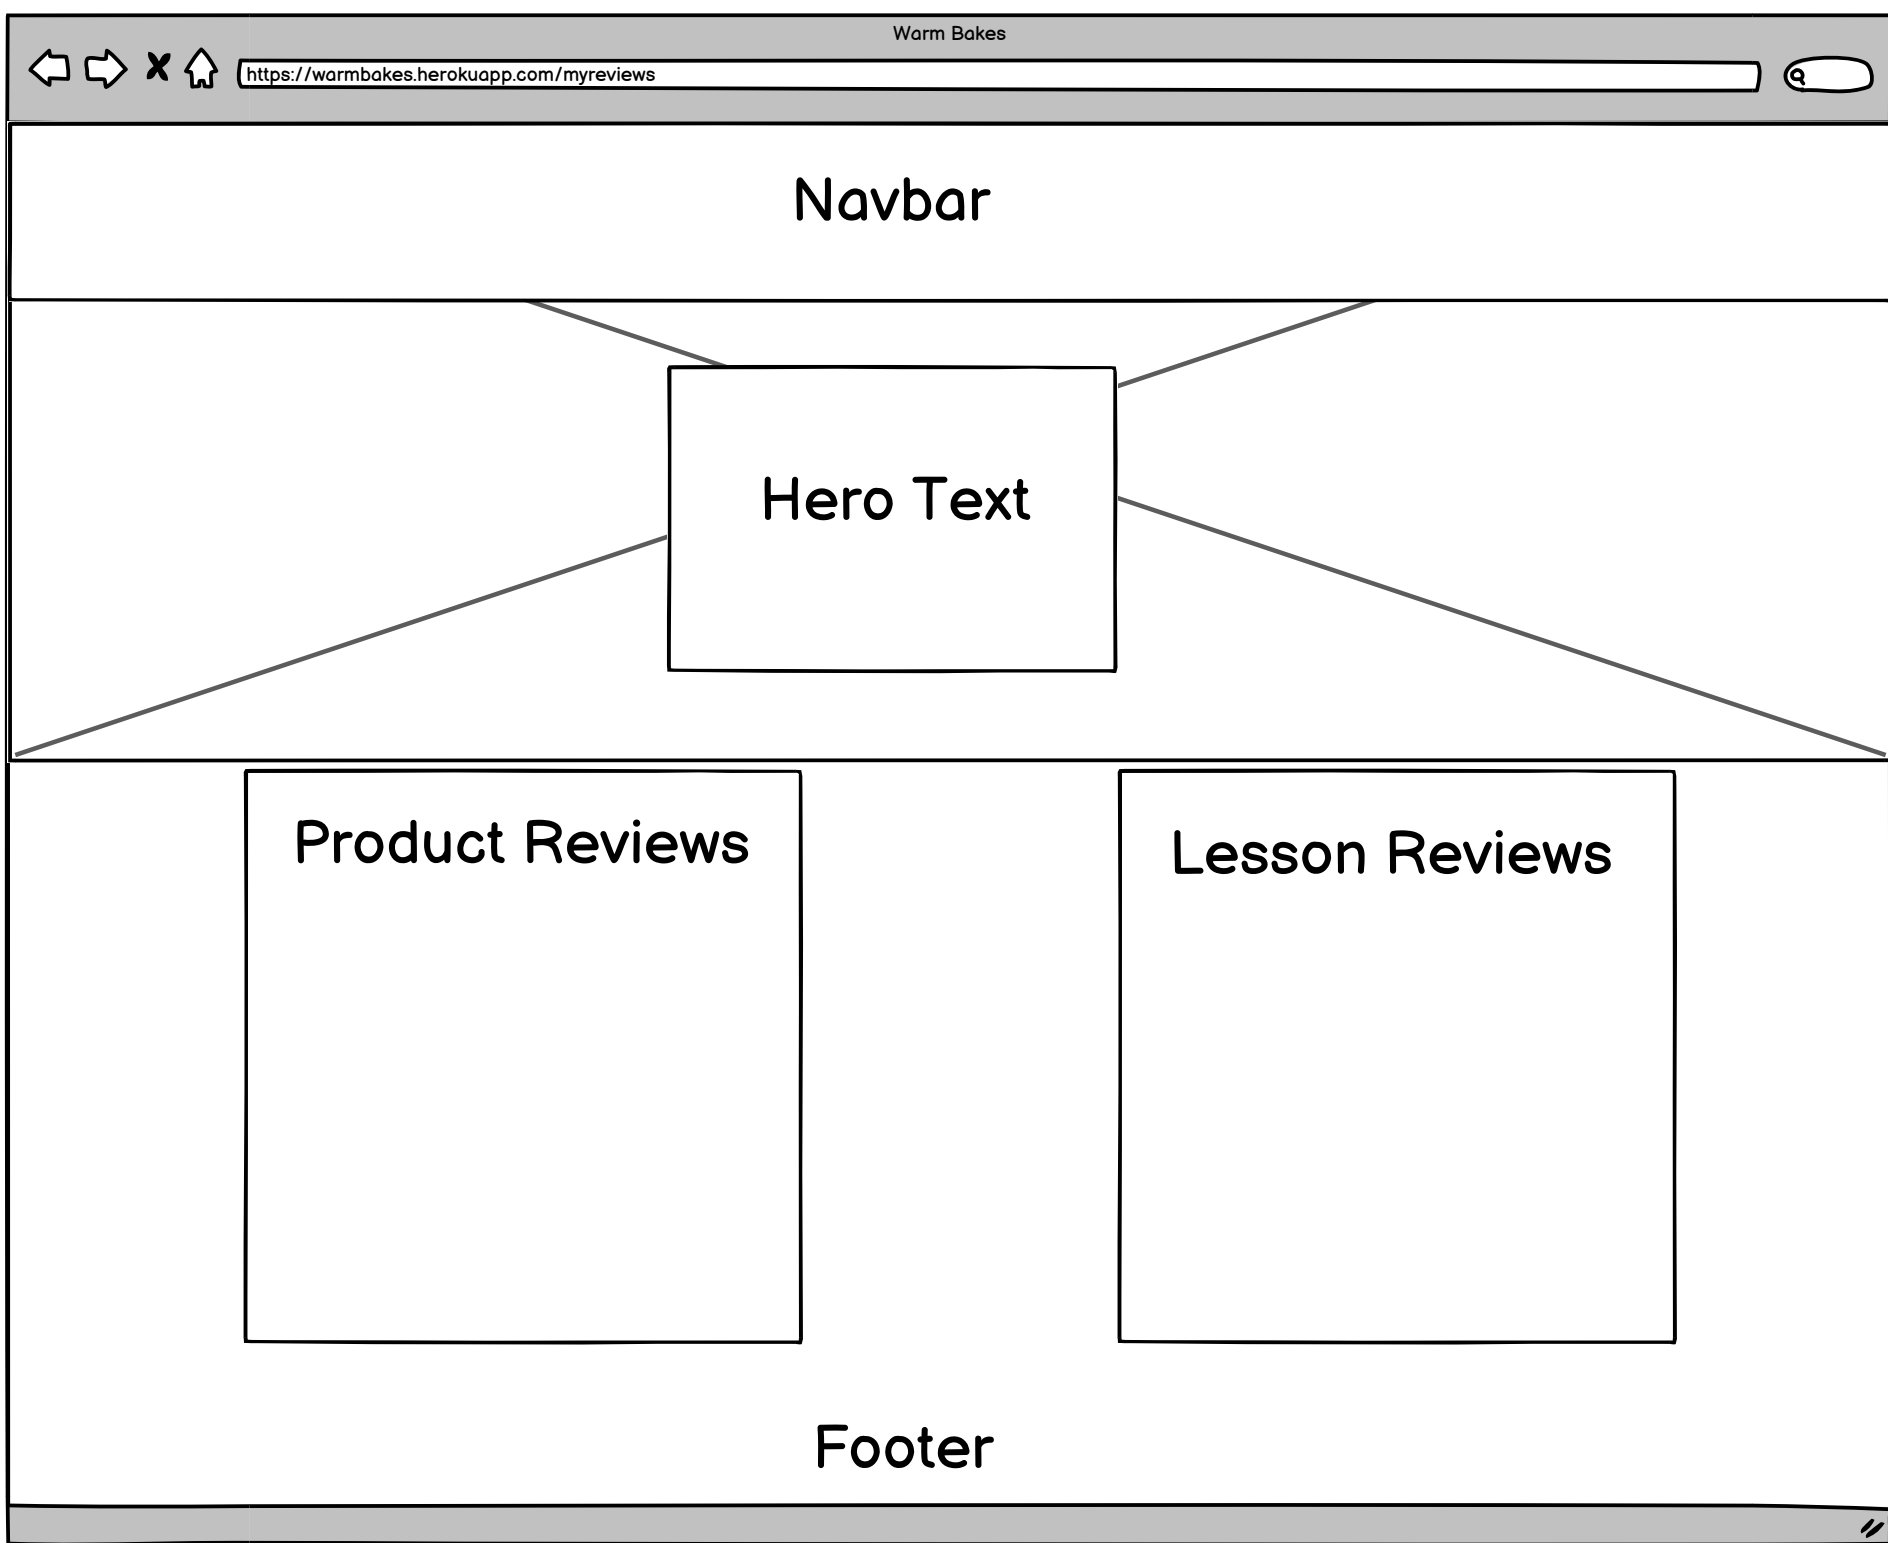 Warm Bakes
https://warmbakes.herokuapp.com/myreviews
Navbar
Hero Text
Product Reviews
Lesson Reviews
Footer